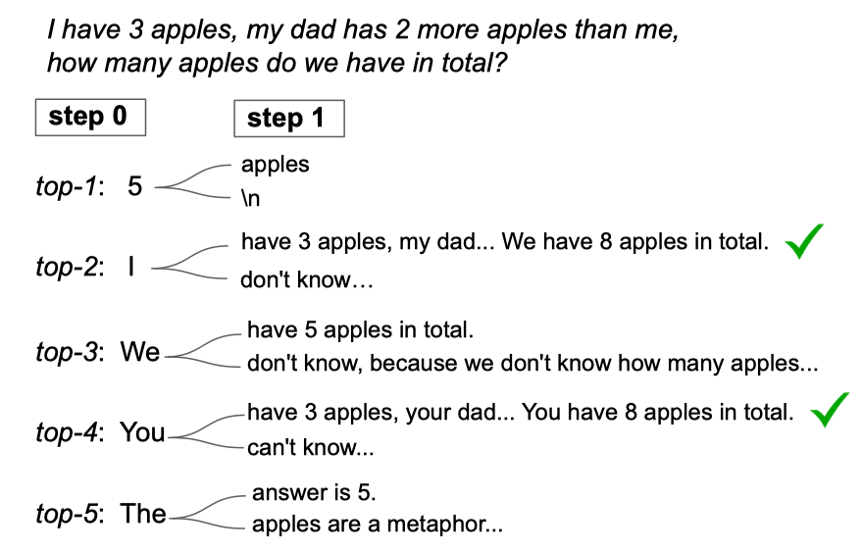 I have 3 apples, my dad has 2 more apples than me,
how many apples do we have in total?
step 0 step 1
top-1: 5
apples
\n
top-2: I
have 3 apples, my dad... We have 8 apples in total.
don't know...
top-3: We
have 5 apples in total.
don't know, because we don't know how many apples...
top-4: You
have 3 apples, your dad... You have 8 apples in total.
can't know...
top-5: The
answer is 5.
apples are a metaphor...